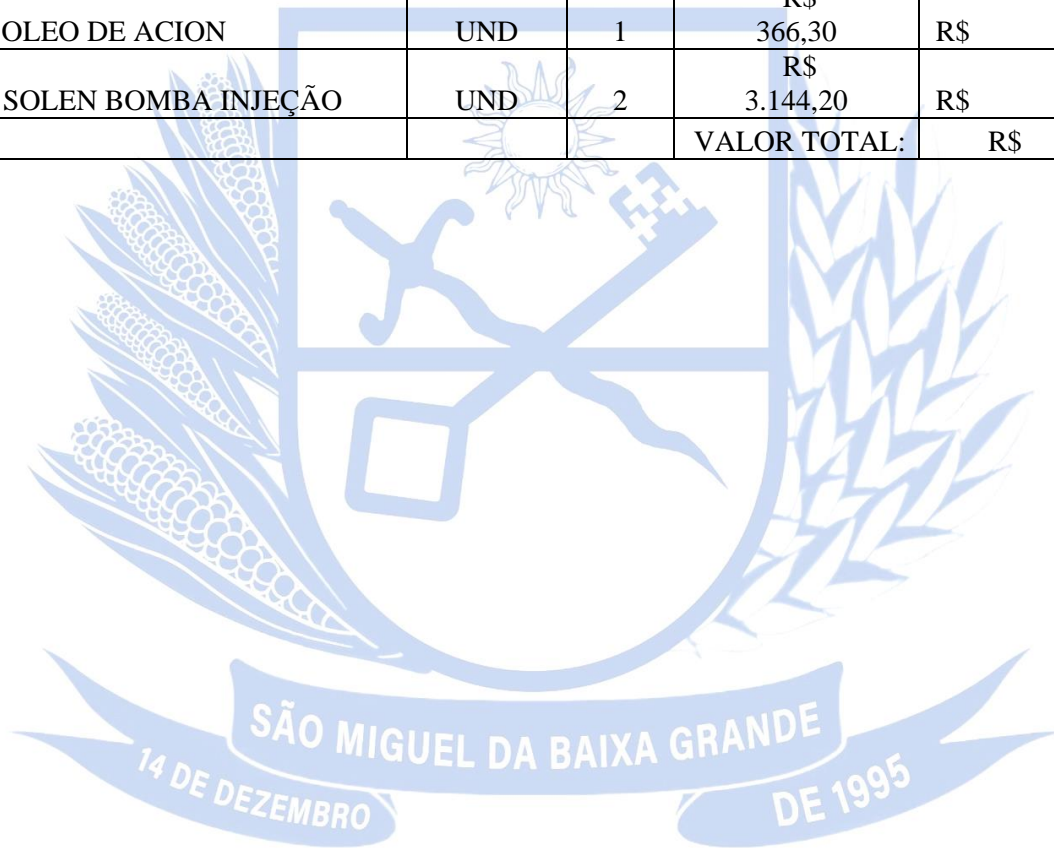 R$
OLEO DE ACION UND 1 366,30 R$
R$
SOLEN BOMBA INJEÇÃO UND 2 3.144,20 R$
VALOR TOTAL: R$
SÃO MIGUEL DA BAIXA GRANDE
14 DE DEZEMBRO DE 1995